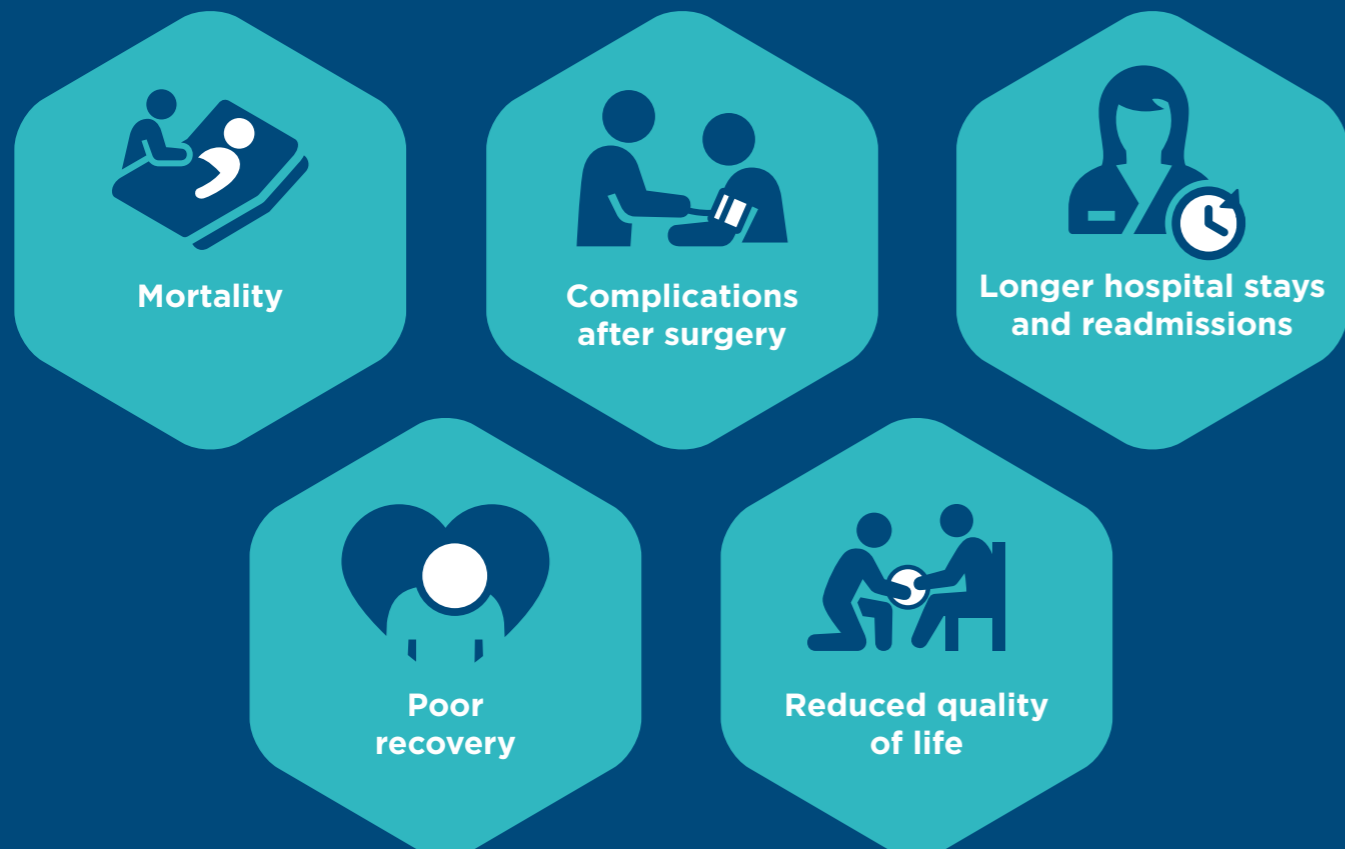 Mortality
Complications
after surgery
Longer hospital stays
and readmissions
Poor
recovery
Reduced quality
of life